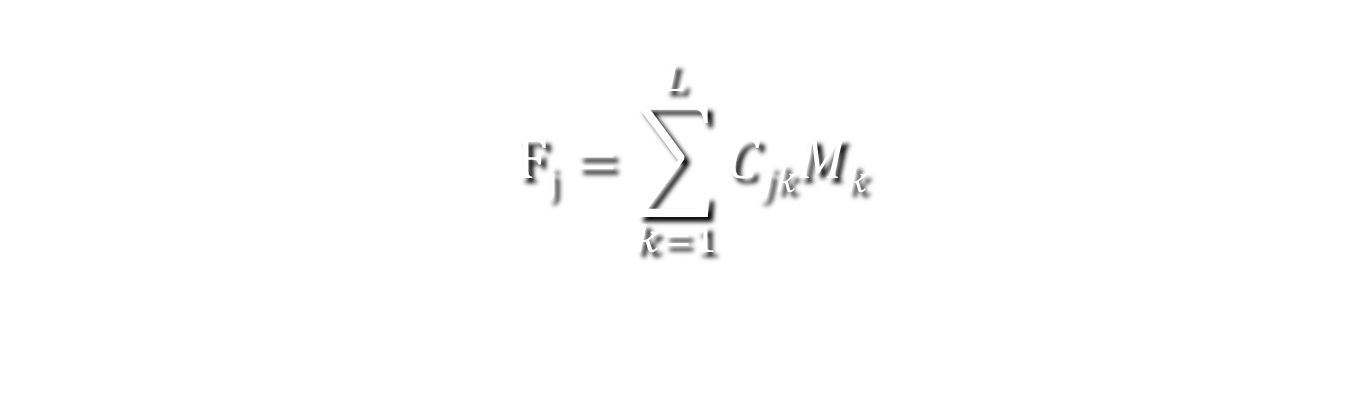 F_j = \sum_{k=1}^{L} C_{jk} M_k